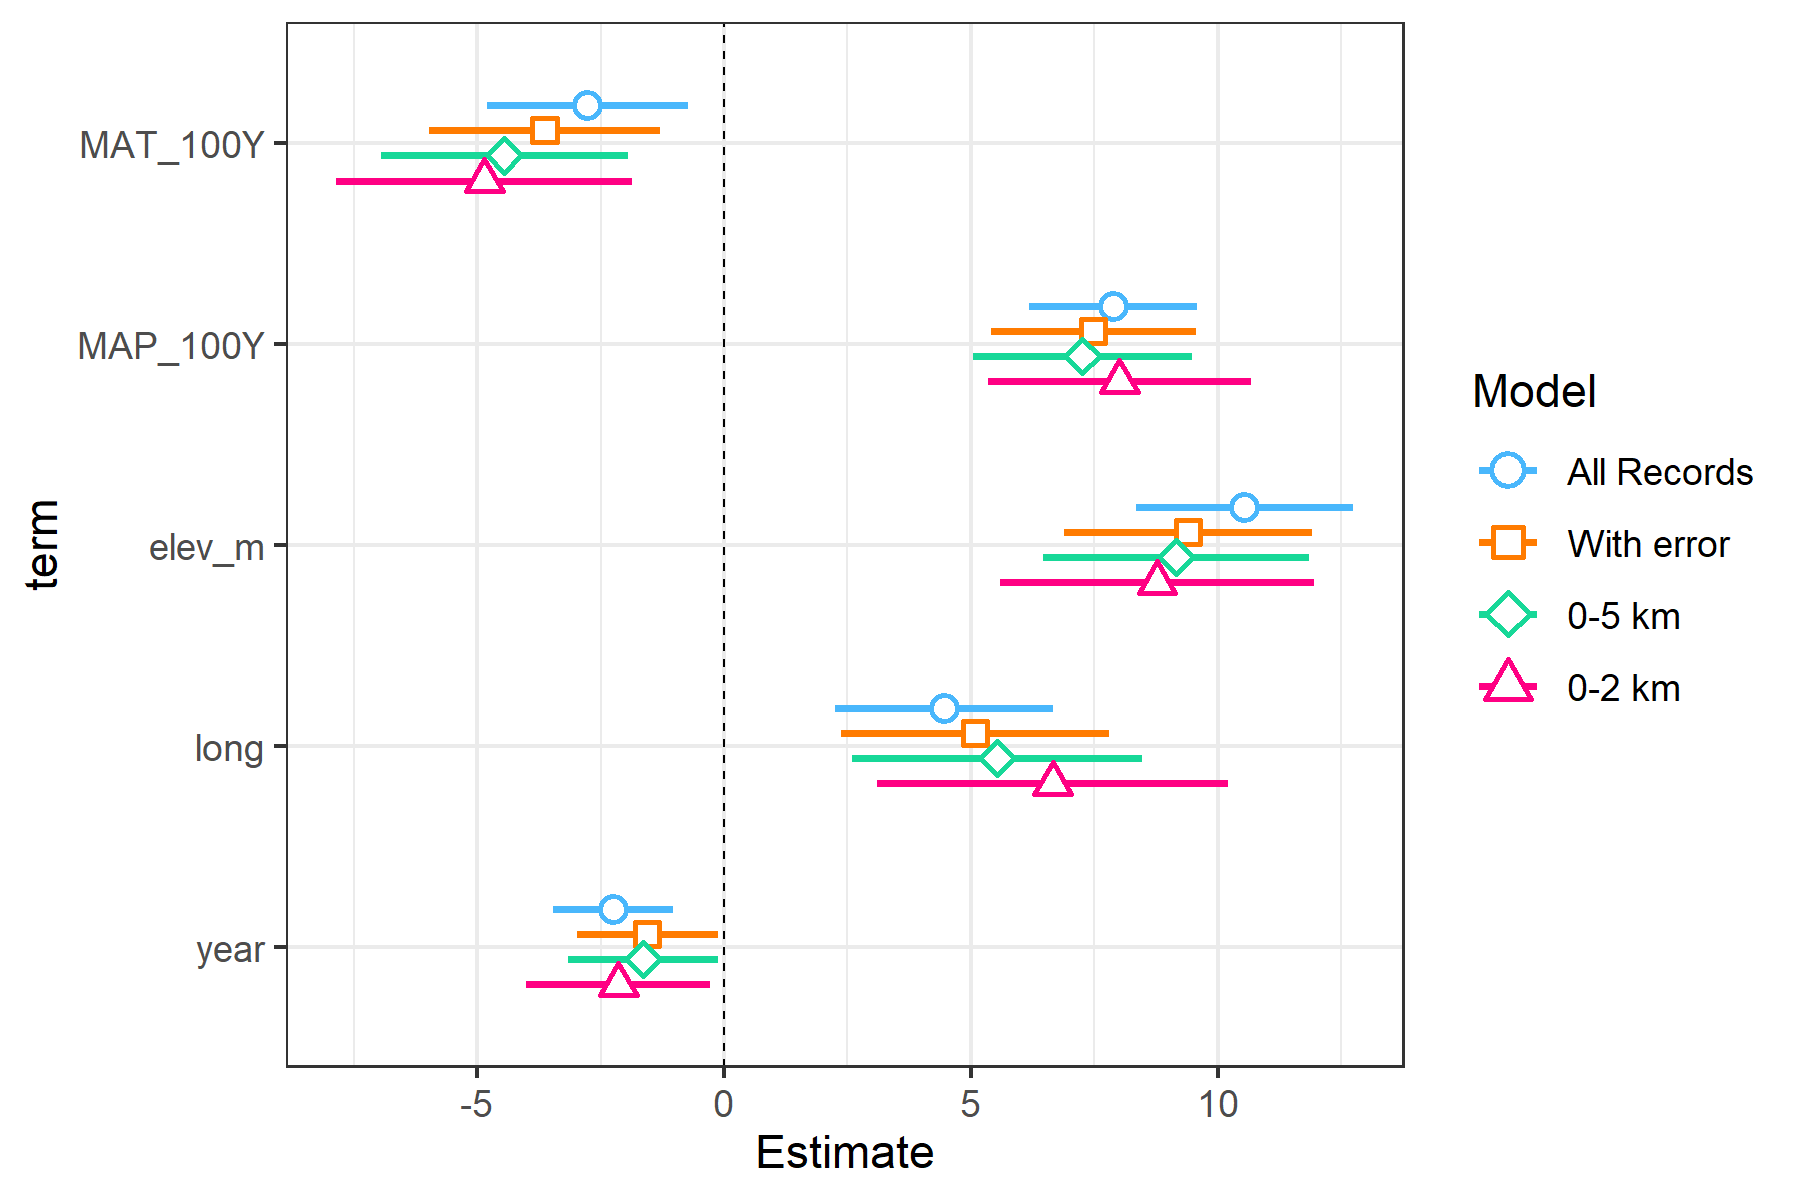 term
MAT_100Y
MAP_100Y
elev_m
long
year
-5 0 5 10
Estimate
Model
All Records
With error
0-5 km
0-2 km